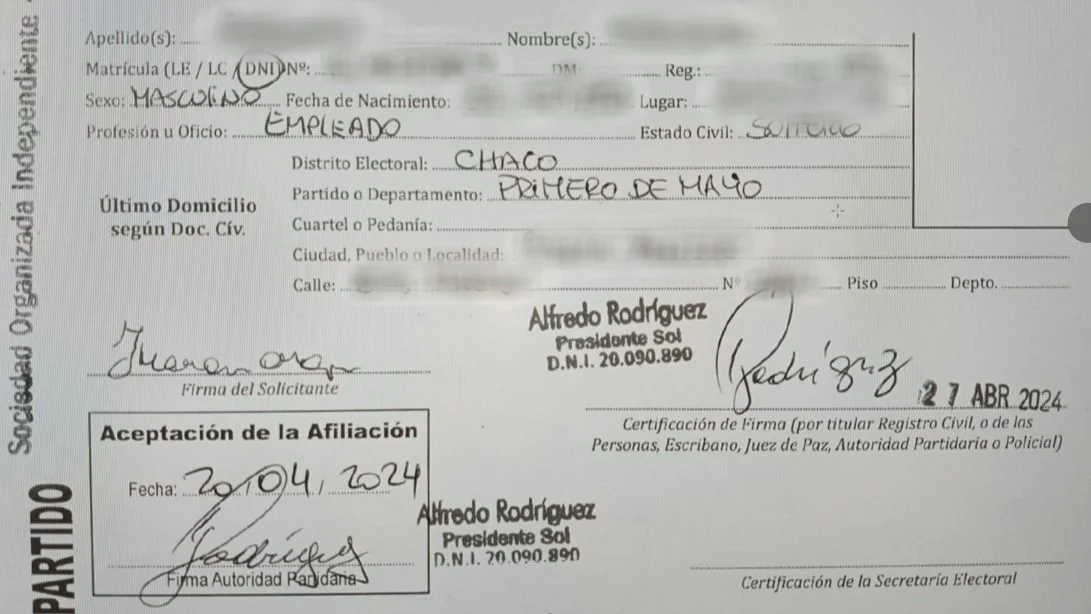 Apellido(s): Nombre(s):
Matrícula (LE / LC / DNI) Nº: DM Reg.:
Sexo: MASCULINO Fecha de Nacimiento: Lugar:
Profesión u Oficio: EMPLEADO Estado Civil: SOLTERO
Distrito Electoral: CHACO
Partido o Departamento: PRIMERO DE MAYO
Último Domicilio
según Doc. Cív.
Cuartel o Pedanía:
Ciudad, Pueblo o Localidad:
Calle: Nº Piso Depto.
Alfredo Rodríguez
Presidente Sol
D.N.I. 20.090.890
Firma del Solicitante
Rodríguez
27 ABR 2024
Certificación de Firma (por titular Registro Civil, o de las
Personas, Escribano, Juez de Paz, Autoridad Partidaria o Policial)
Aceptación de la Afiliación
Fecha: 20/04/2024
Rodríguez
Firma Autoridad Partidaria
Alfredo Rodríguez
Presidente Sol
D.N.I. 20.090.890
Certificación de la Secretaría Electoral
PARTIDO
Sociedad Organizada Independiente